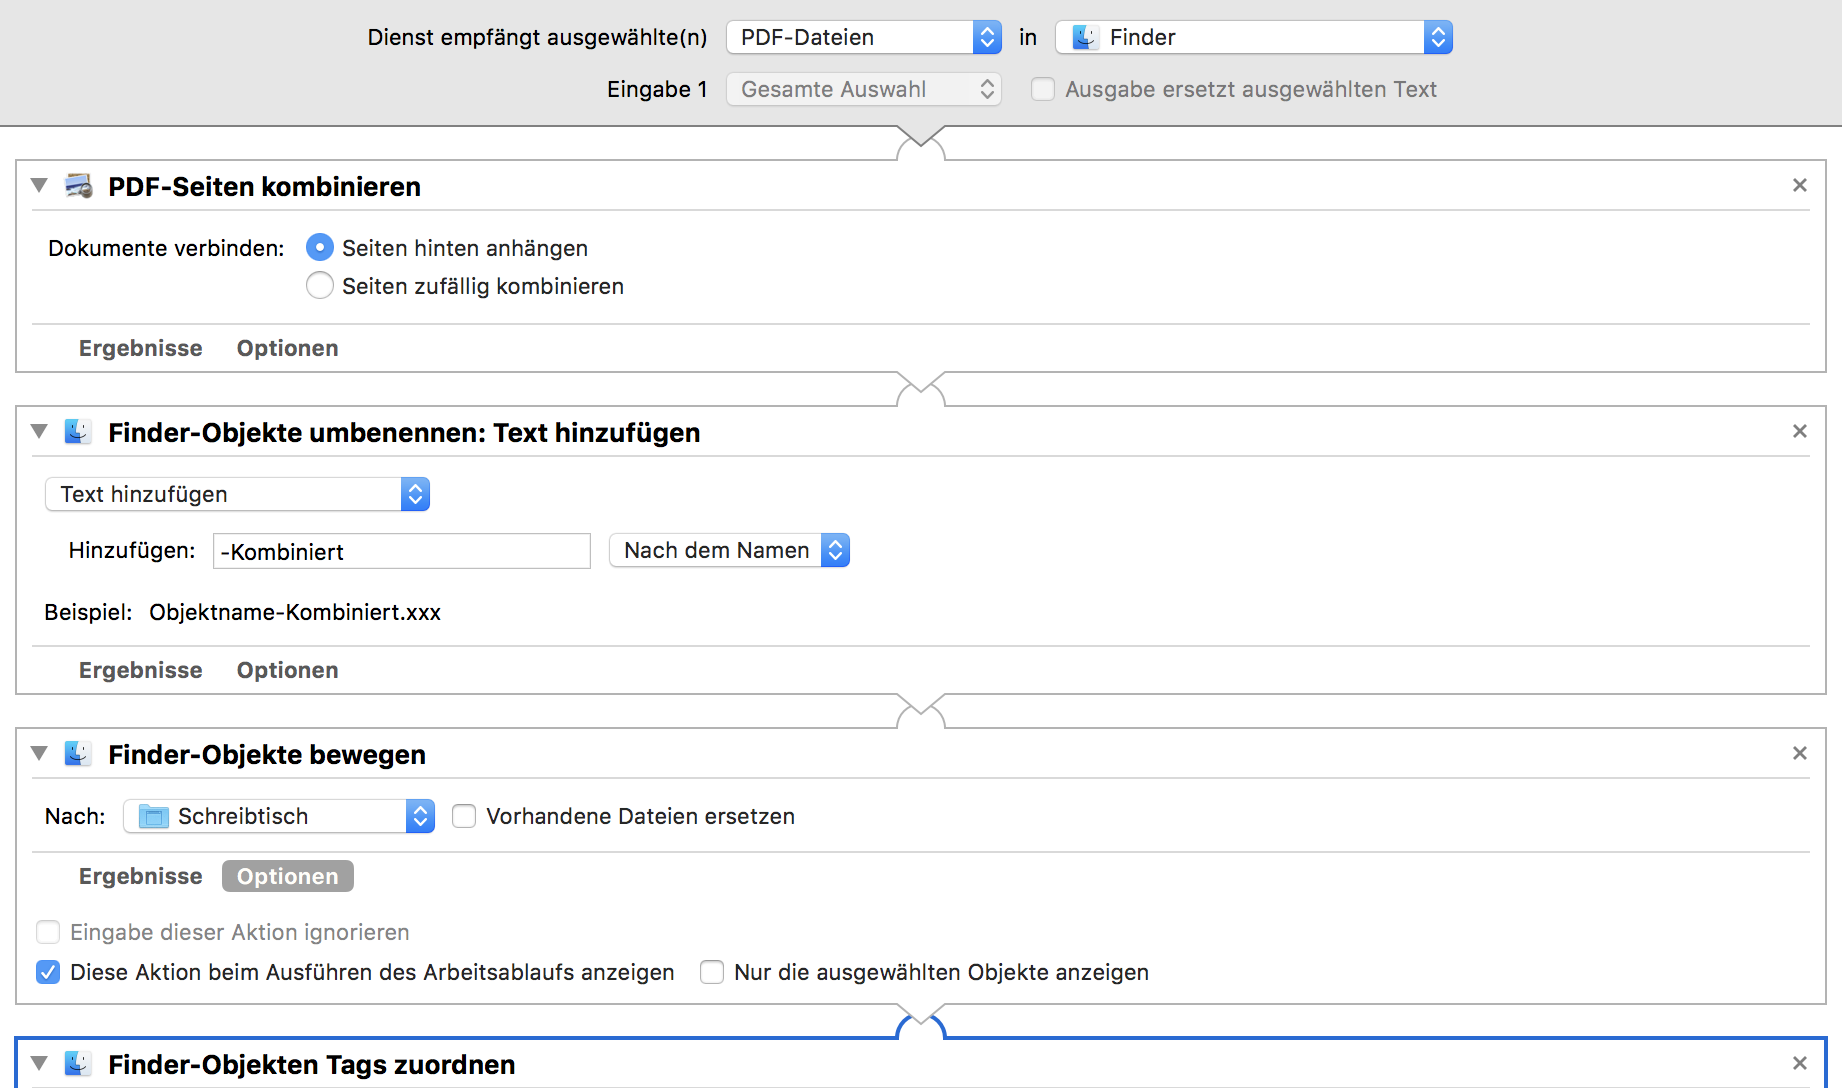 Dienst empfängt ausgewählte(n) PDF-Dateien in Finder
Eingabe 1 Gesamte Auswahl Ausgabe ersetzt ausgewählten Text
PDF-Seiten kombinieren
Dokumente verbinden: Seiten hinten anhängen
Seiten zufällig kombinieren
Ergebnisse Optionen
Finder-Objekte umbenennen: Text hinzufügen
Text hinzufügen
Hinzufügen: -Kombiniert Nach dem Namen
Beispiel: Objektname-Kombiniert.xxx
Ergebnisse Optionen
Finder-Objekte bewegen
Nach: Schreibtisch Vorhandene Dateien ersetzen
Ergebnisse Optionen
Eingabe dieser Aktion ignorieren
Diese Aktion beim Ausführen des Arbeitsablaufs anzeigen Nur die ausgewählten Objekte anzeigen
Finder-Objekten Tags zuordnen